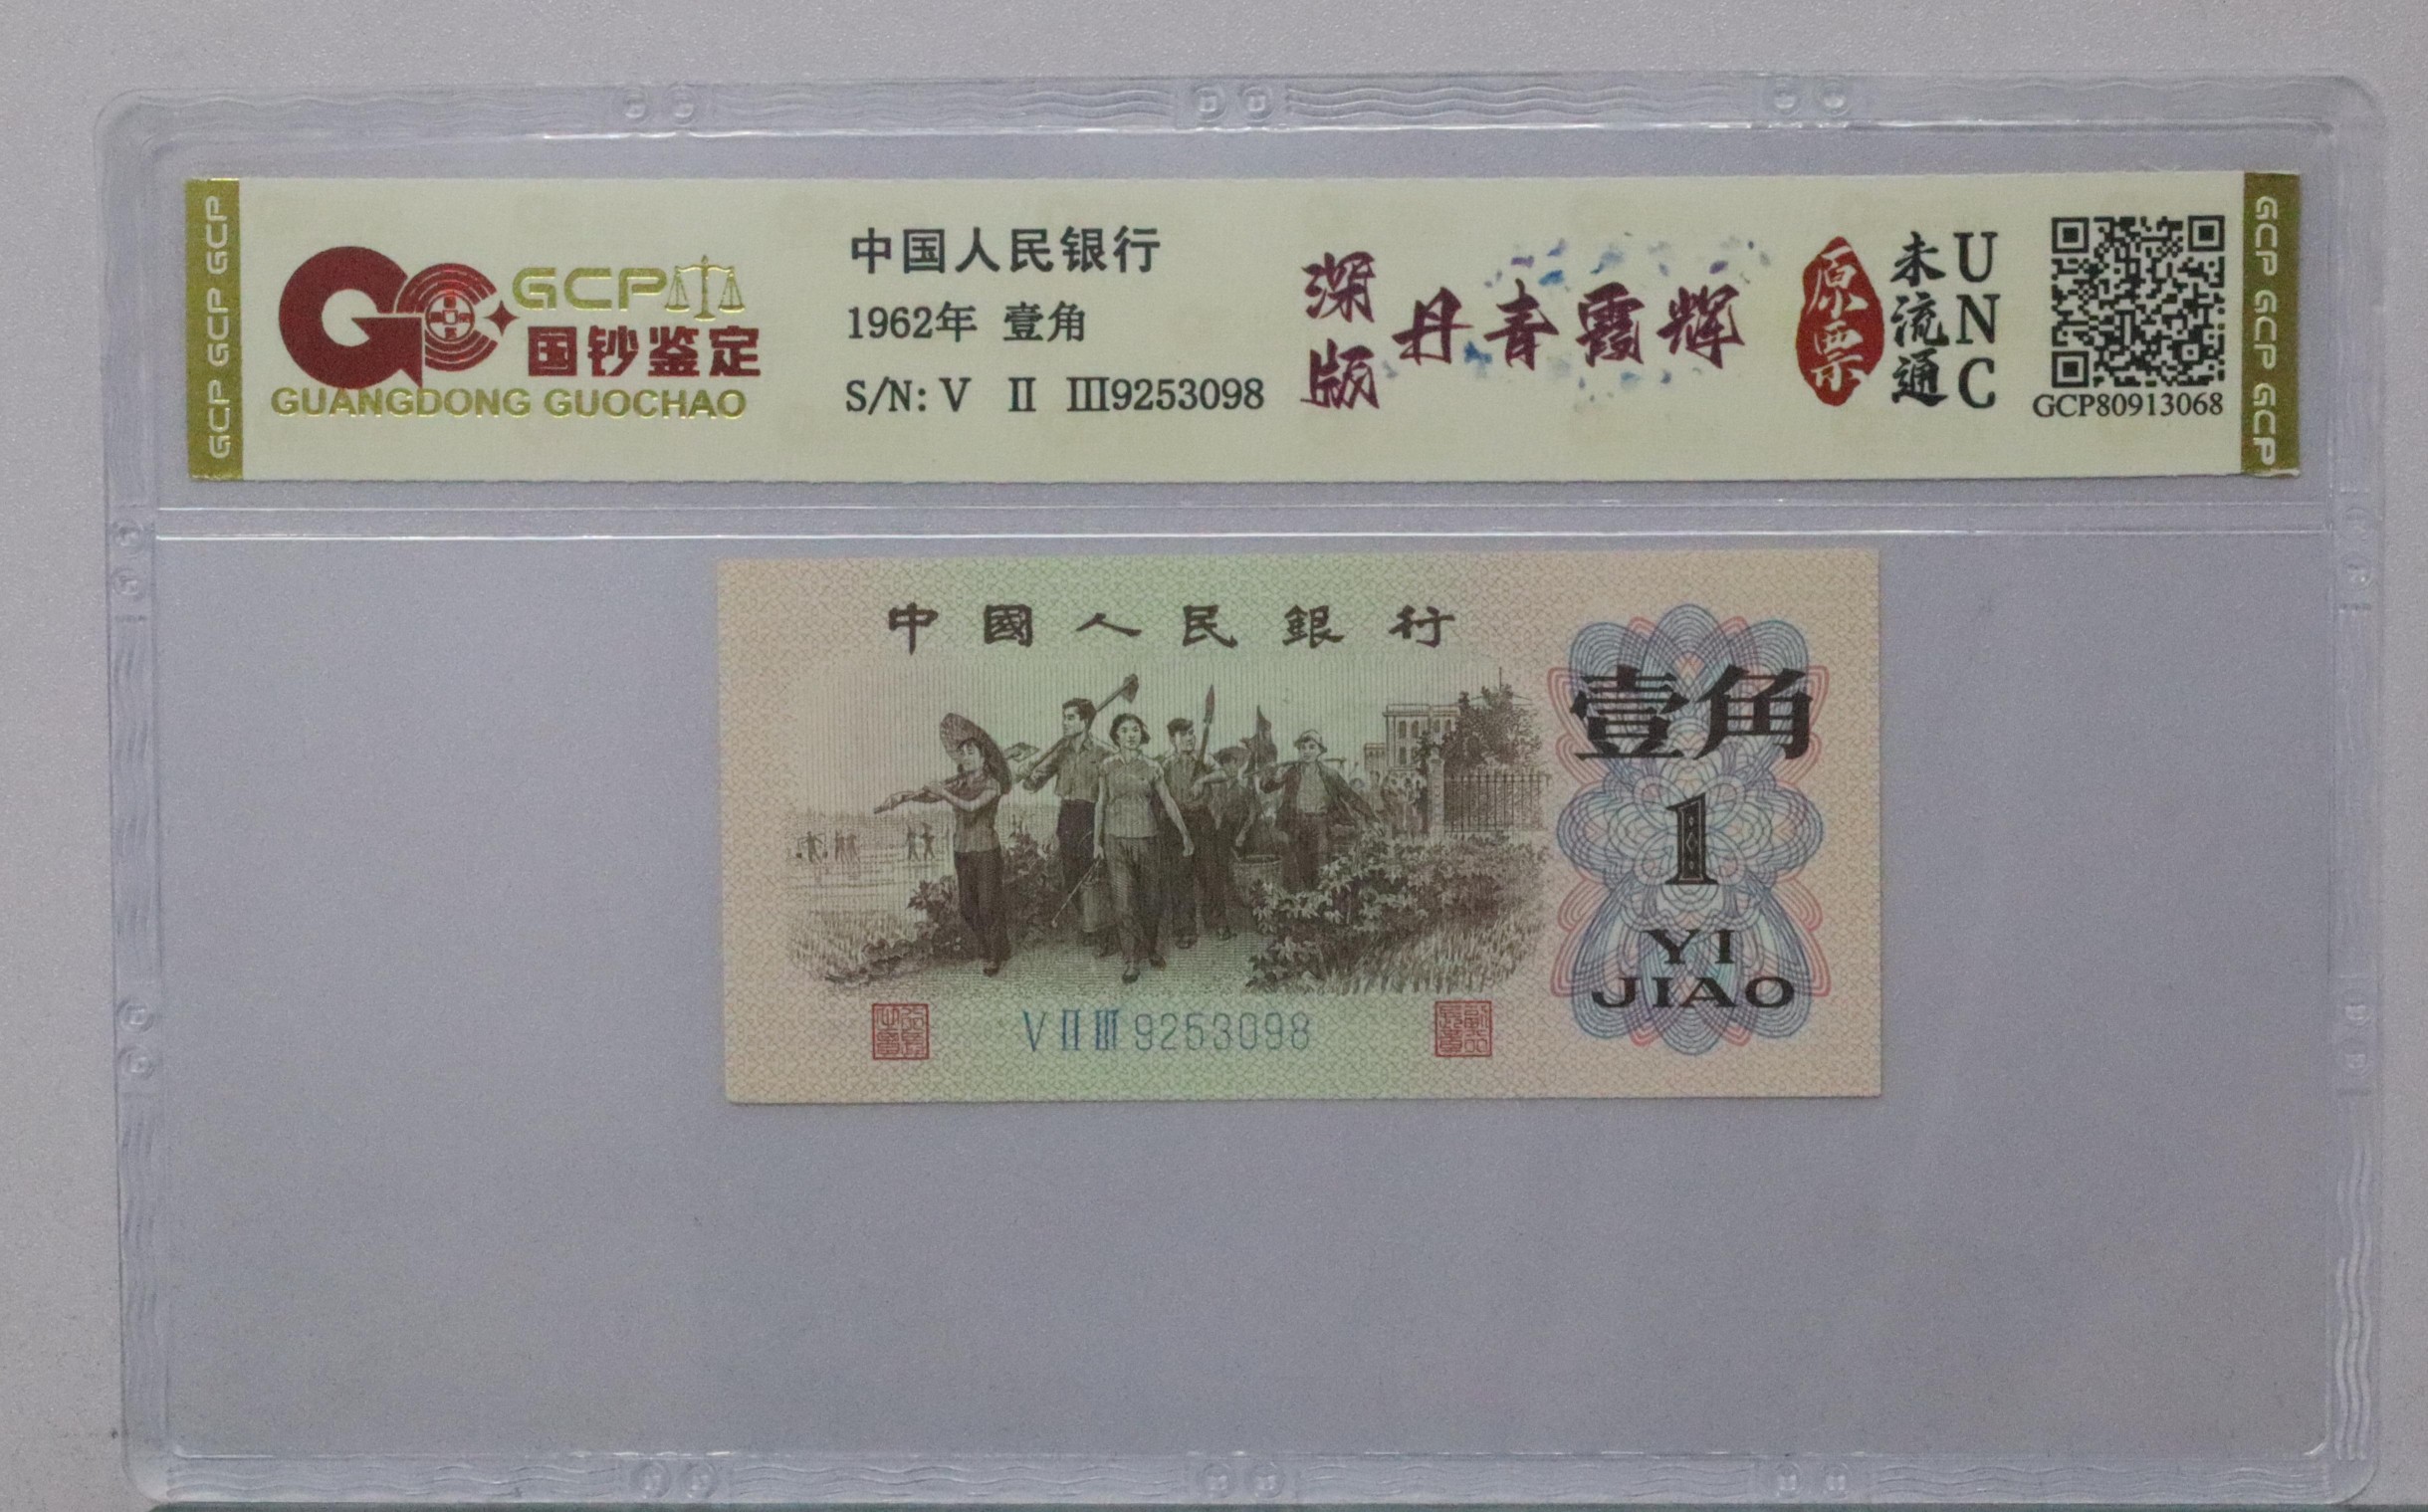 GCP GCP GCP
GCP
国钞鉴定
GUANGDONG GUOCHAO
中国人民银行
1962年 壹角
S/N: V Ⅱ Ⅲ9253098
深版
丹青霞辉
原票
未流通
UNC
GCP80913068
GCP GCP GCP
中國人民銀行
壹角
1
YI
JIAO
V Ⅱ Ⅲ 9253098